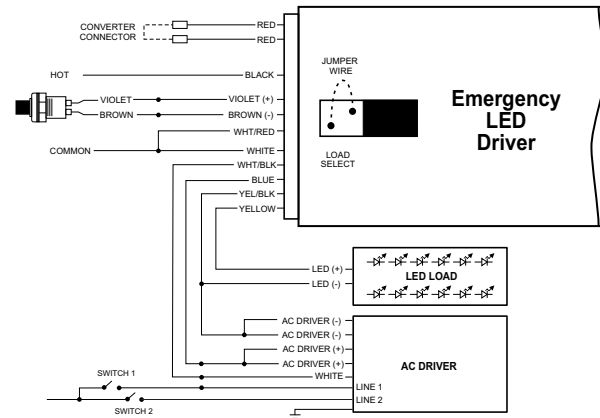 CONVERTER
CONNECTOR
RED
RED
HOT
BLACK
VIOLET
VIOLET (+)
BROWN
BROWN (-)
WHT/RED
COMMON
WHITE
WHT/BLK
BLUE
YEL/BLK
YELLOW
JUMPER
WIRE
LOAD
SELECT
Emergency
LED
Driver
LED (+)
LED (-)
LED LOAD
AC DRIVER (-)
AC DRIVER (-)
AC DRIVER (+)
AC DRIVER (+)
WHITE
LINE 1
LINE 2
AC DRIVER
SWITCH 1
SWITCH 2